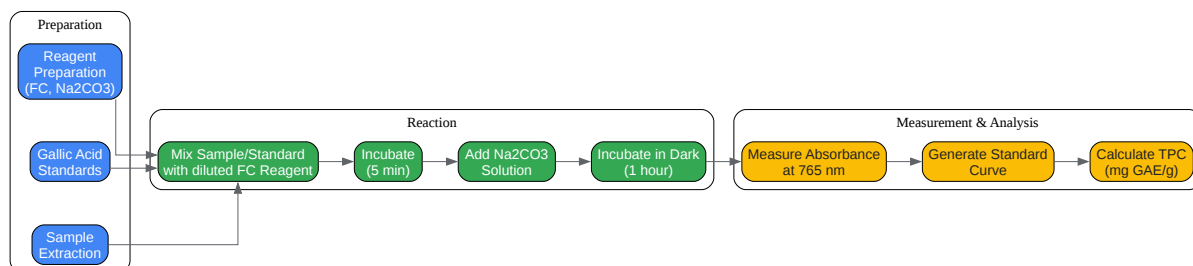 Preparation
Reagent
Preparation
(FC, Na2CO3)
Gallic Acid
Standards
Sample
Extraction
Reaction
Mix Sample/Standard
with diluted FC Reagent
Incubate
(5 min)
Add Na2CO3
Solution
Incubate in Dark
(1 hour)
Measurement & Analysis
Measure Absorbance
at 765 nm
Generate Standard
Curve
Calculate TPC
(mg GAE/g)